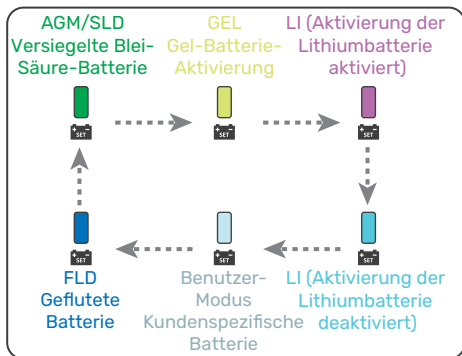 AGM/SLD
Versiegelte Blei-
Säure-Batterie
GEL
Gel-Batterie-
Aktivierung
LI (Aktivierung der
Lithiumbatterie
aktiviert)
+ −
SET
+ −
SET
+ −
SET
+ −
SET
+ −
SET
+ −
SET
FLD
Geflutete
Batterie
Benutzer-
Modus
Kundenspezifische
Batterie
LI (Aktivierung der
Lithiumbatterie
deaktiviert)